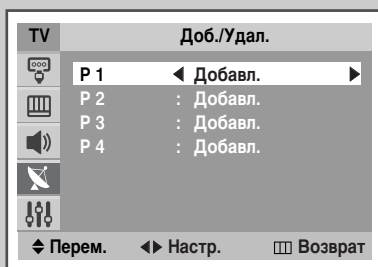 TV Доб./Удал.
P 1 ◀ Добавл. ▶
P 2 : Добавл.
P 3 : Добавл.
P 4 : Добавл.
Перем. Настр. Возврат